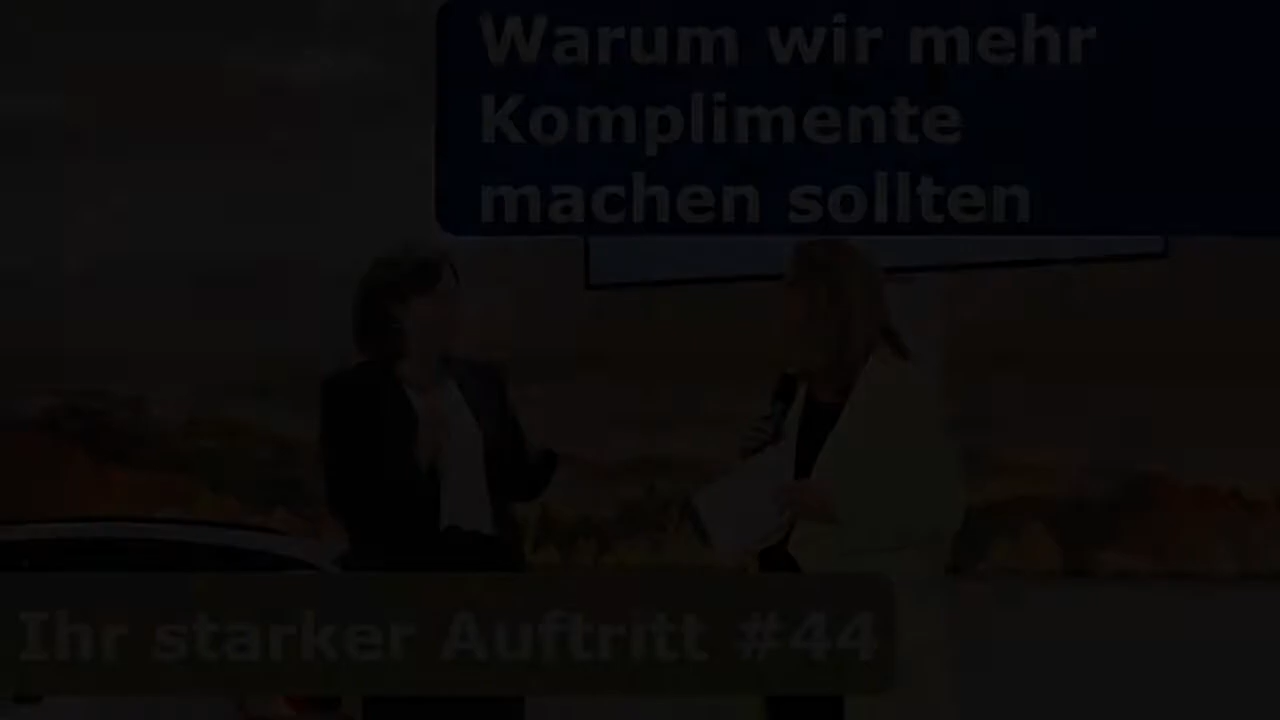 Warum wir mehr
Komplimente
machen sollten
Ihr starker Auftritt #44